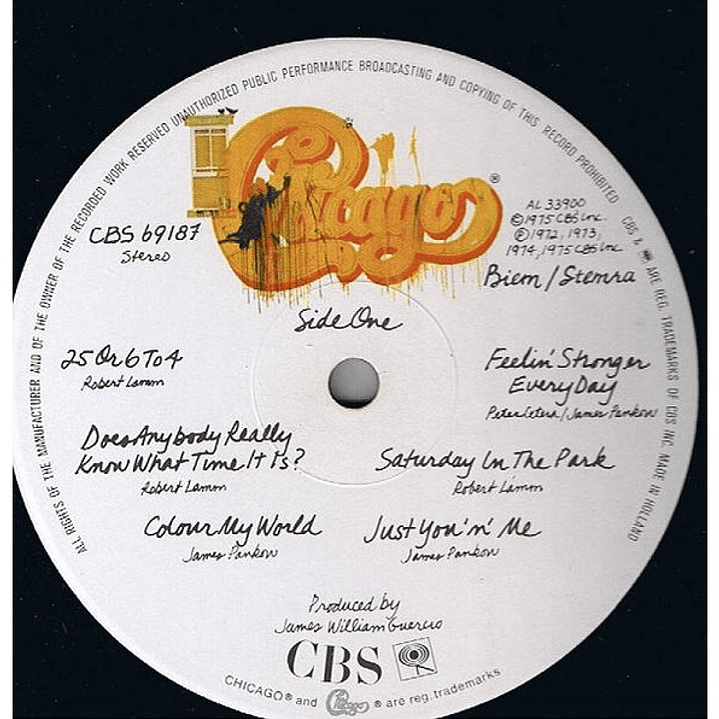 ALL RIGHTS OF THE MANUFACTURER AND OF THE OWNER OF THE RECORDED WORK RESERVED UNAUTHORIZED PUBLIC PERFORMANCE BROADCASTING AND COPYING OF THIS RECORD PROHIBITED CBS & ARE REG. TRADEMARKS OF CBS INC. MADE IN HOLLAND
Chicago®
CBS 69187
Stereo
AL 33900
©1975 CBS Inc.
℗1972, 1973,
1974, 1975 CBS Inc.
Biem/Stemra
Side One
25 Or 6 To 4
Robert Lamm
Does Anybody Really
Know What Time It Is?
Robert Lamm
Colour My World
James Pankow
Feelin' Stronger
Every Day
Peter Cetera/James Pankow
Saturday In The Park
Robert Lamm
Just You 'n' Me
James Pankow
Produced by
James William Guercio
CBS
CHICAGO® and Chicago ® are reg. trademarks